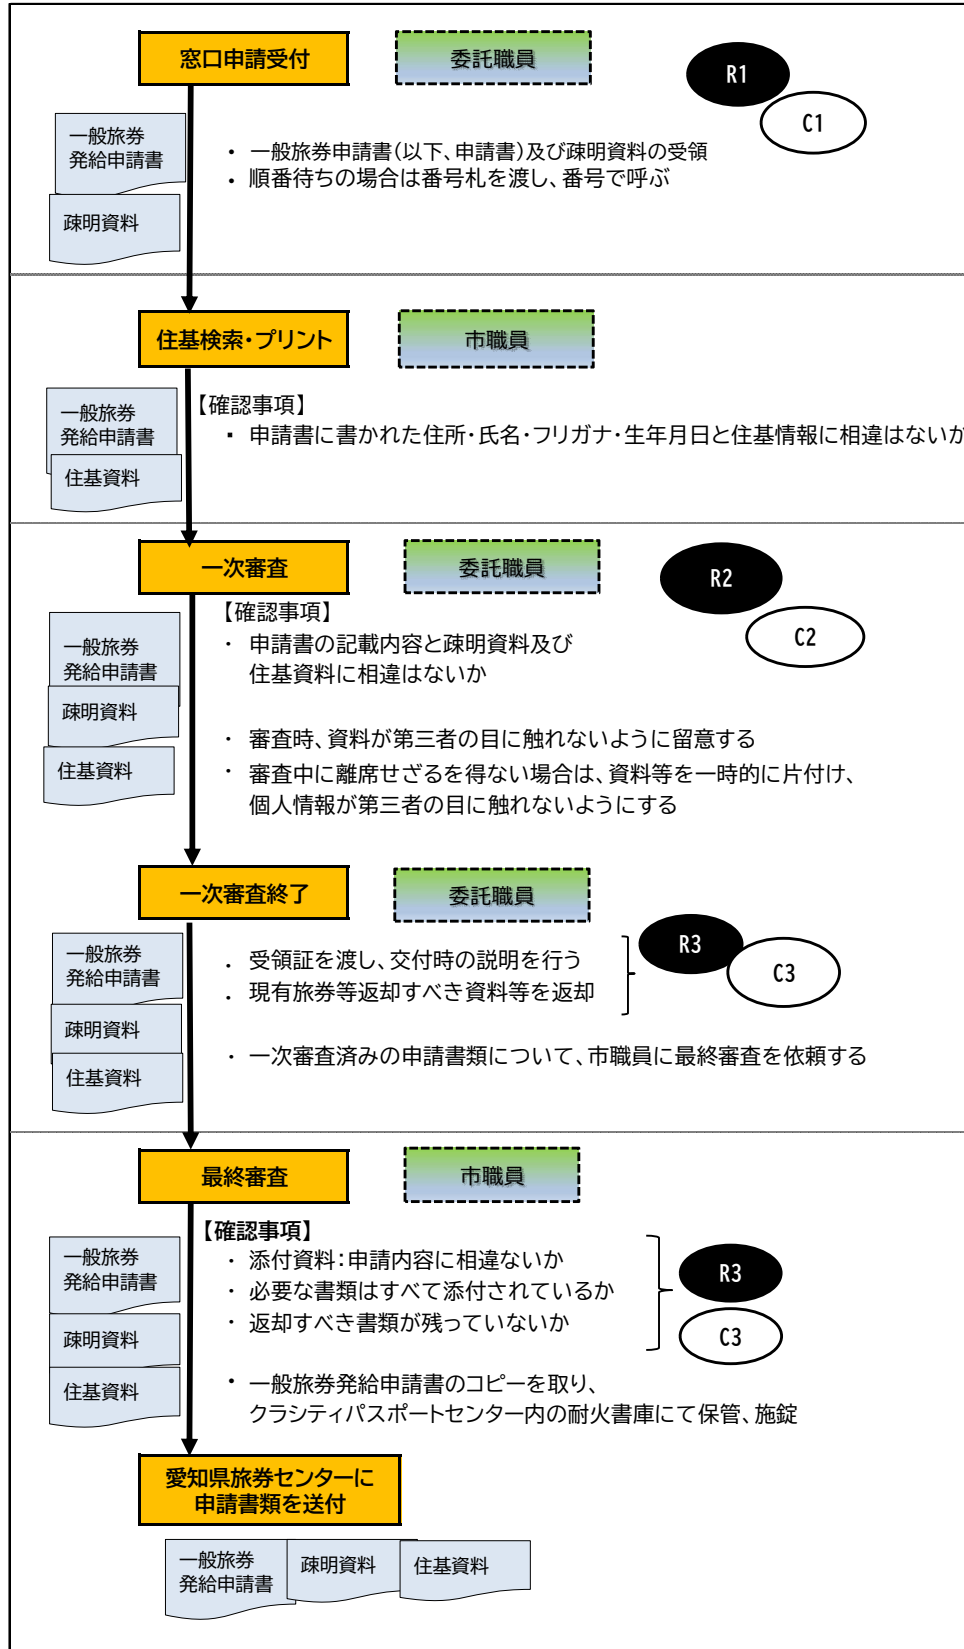 窓口申請受付
委託職員
R1
C1
一般旅券
発給申請書
疎明資料
・ 一般旅券申請書(以下、申請書)及び疎明資料の受領
・ 順番待ちの場合は番号札を渡し、番号で呼ぶ
住基検索・プリント
市職員
一般旅券
発給申請書
住基資料
【確認事項】
・ 申請書に書かれた住所・氏名・フリガナ・生年月日と住基情報に相違はないか
一次審査
委託職員
R2
C2
一般旅券
発給申請書
疎明資料
住基資料
【確認事項】
・ 申請書の記載内容と疎明資料及び
住基資料に相違はないか
・ 審査時、資料が第三者の目に触れないように留意する
・ 審査中に離席せざるを得ない場合は、資料等を一時的に片付け、
個人情報が第三者の目に触れないようにする
一次審査終了
委託職員
R3
C3
一般旅券
発給申請書
疎明資料
住基資料
・ 受領証を渡し、交付時の説明を行う
・ 現有旅券等返却すべき資料等を返却
・ 一次審査済みの申請書類について、市職員に最終審査を依頼する
最終審査
市職員
一般旅券
発給申請書
疎明資料
住基資料
【確認事項】
・ 添付資料：申請内容に相違ないか
・ 必要な書類はすべて添付されているか
・ 返却すべき書類が残っていないか
R3
C3
・ 一般旅券発給申請書のコピーを取り、
クラシティパスポートセンター内の耐火書庫にて保管、施錠
愛知県旅券センターに
申請書類を送付
一般旅券
発給申請書
疎明資料
住基資料